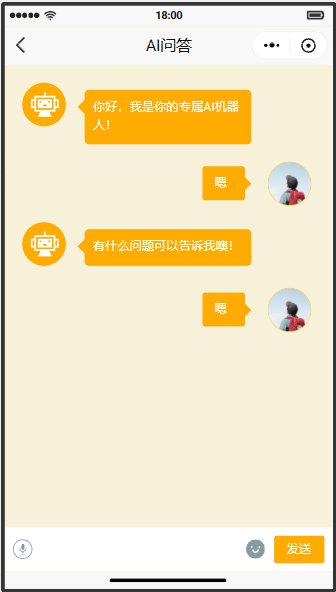 18:00
AI问答
你好，我是你的专属AI机器
人！
嗯
有什么问题可以告诉我噢！
嗯
发送